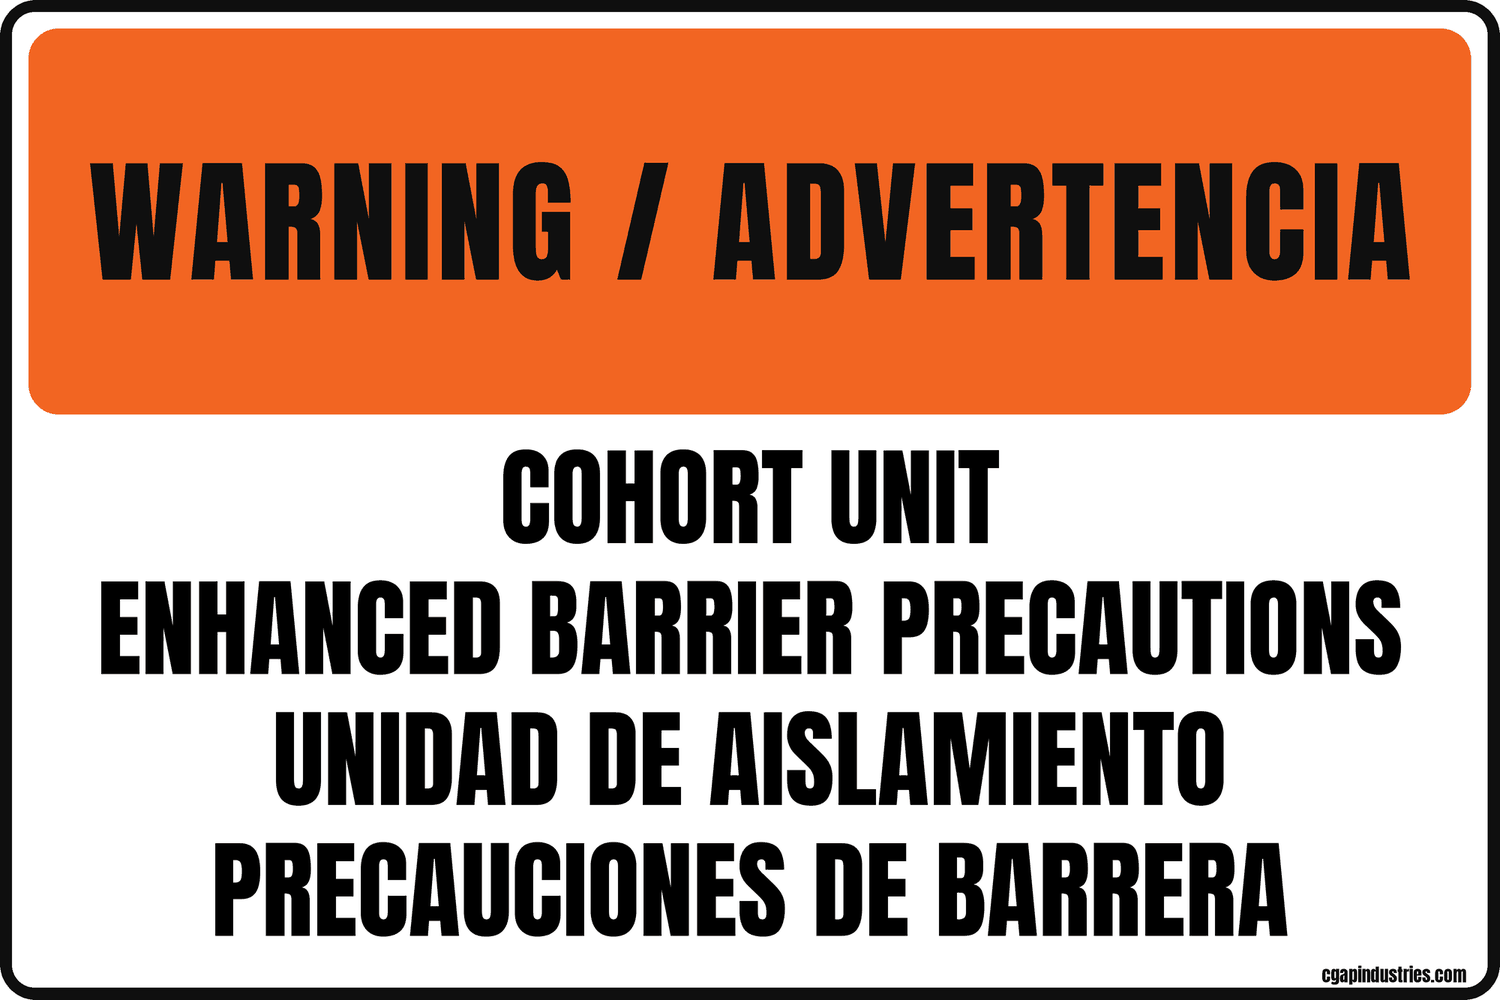 WARNING / ADVERTENCIA
COHORT UNIT
ENHANCED BARRIER PRECAUTIONS
UNIDAD DE AISLAMIENTO
PRECAUCIONES DE BARRERA
cgapindustries.com